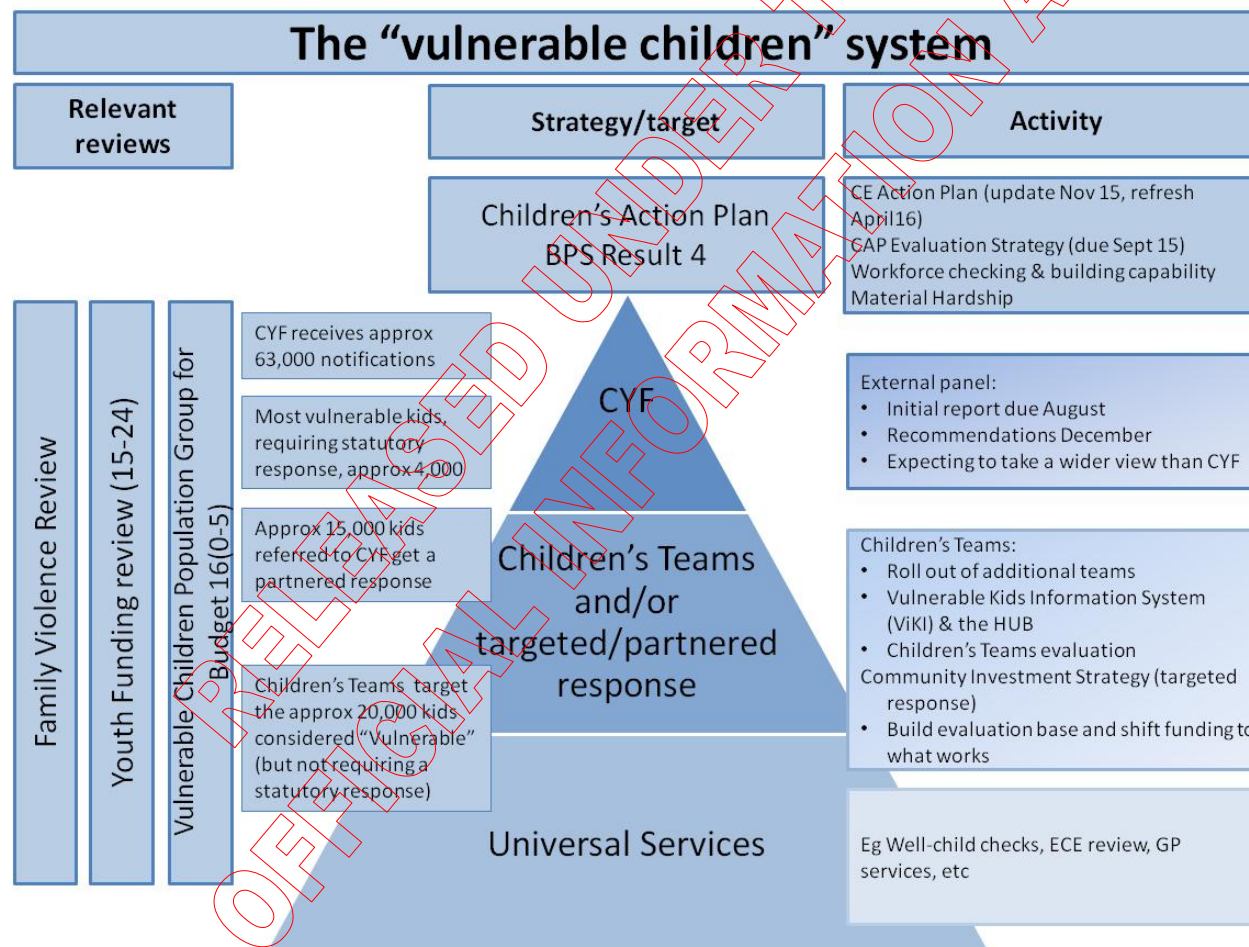 The “vulnerable children” system
Relevant
reviews
Strategy/target
Activity
Children’s Action Plan
BPS Result 4
CE Action Plan (update Nov 15, refresh
April16)
CAP Evaluation Strategy (due Sept 15)
Workforce checking & building capability
Material Hardship
Family Violence Review
Youth Funding review (15-24)
Vulnerable Children Population Group for
Budget 16(0-5)
CYF receives approx
63,000 notifications
Most vulnerable kids,
requiring statutory
response, approx 4,000
Approx 15,000 kids
referred to CYF get a
partnered response
Children’s Teams target
the approx 20,000 kids
considered “Vulnerable”
(but not requiring a
statutory response)
CYF
Children’s Teams
and/or
targeted/partnered
response
Universal Services
External panel:
• Initial report due August
• Recommendations December
• Expecting to take a wider view than CYF
Children’s Teams:
• Roll out of additional teams
• Vulnerable Kids Information System
(ViKI) & the HUB
• Children’s Teams evaluation
Community Investment Strategy (targeted
response)
• Build evaluation base and shift funding to
what works
Eg Well-child checks, ECE review, GP
services, etc
RELEASED UNDER
OFFICIAL INFORMATION